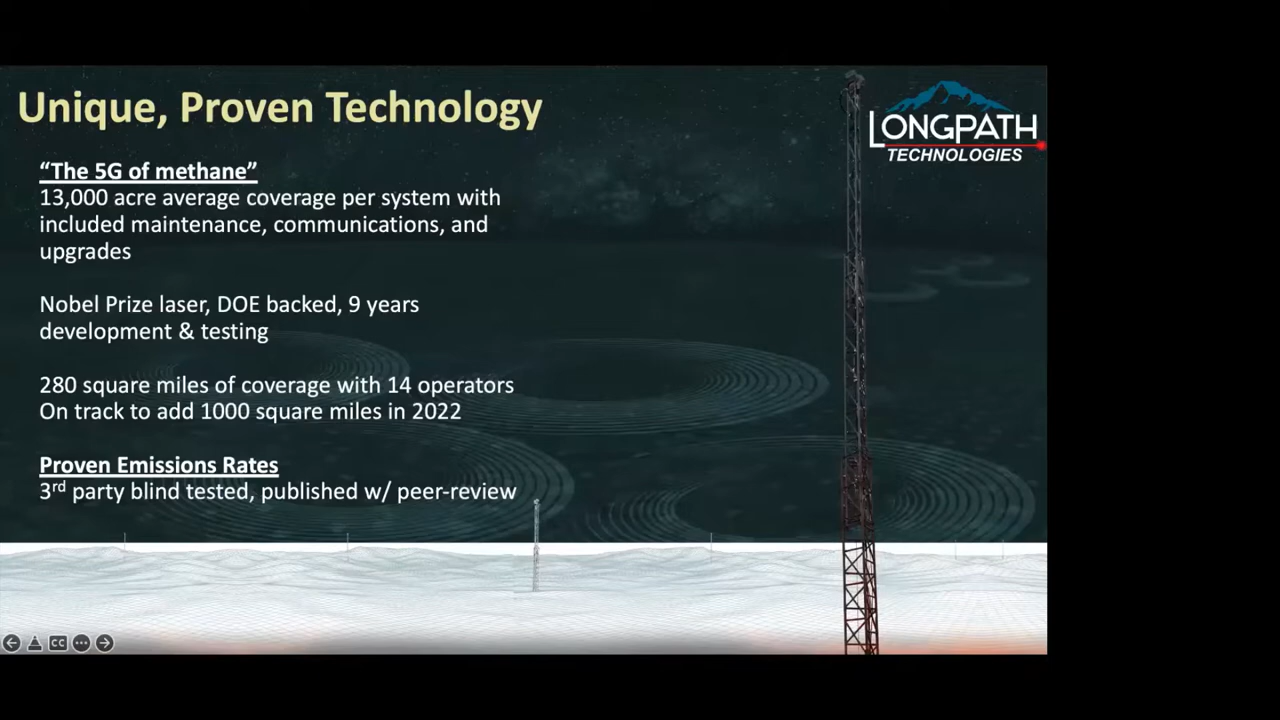 Unique, Proven Technology
LONGPATH
TECHNOLOGIES
“The 5G of methane”
13,000 acre average coverage per system with
included maintenance, communications, and
upgrades
Nobel Prize laser, DOE backed, 9 years
development & testing
280 square miles of coverage with 14 operators
On track to add 1000 square miles in 2022
Proven Emissions Rates
3rd party blind tested, published w/ peer-review
CC